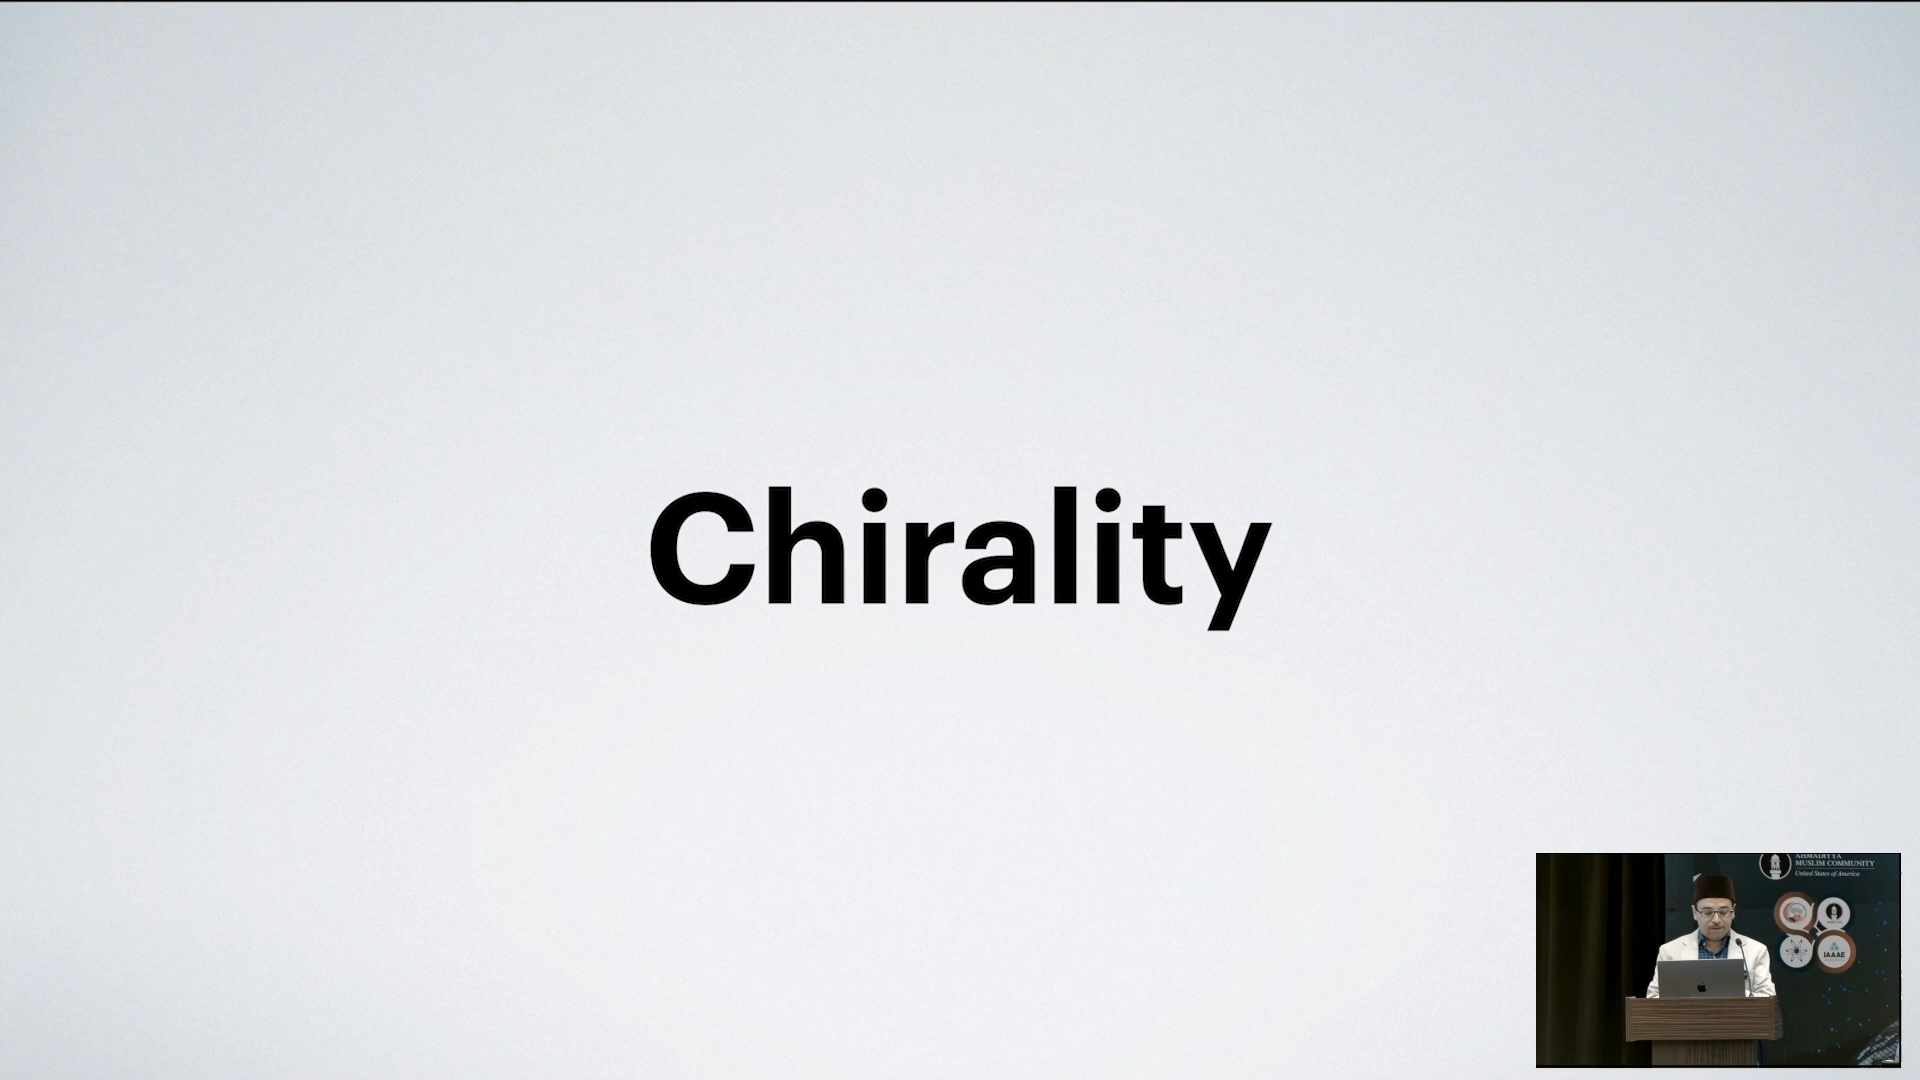 Chirality
AHMADIYYA
MUSLIM COMMUNITY
United States of America
IAAAE